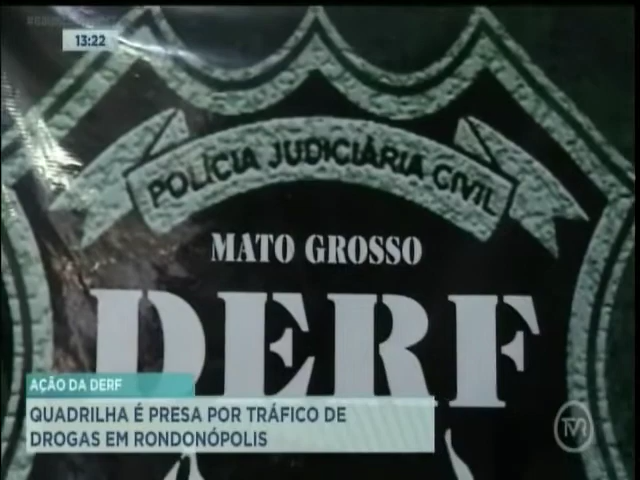 13:22
POLÍCIA JUDICIÁRIA CIVIL
MATO GROSSO
DERF
AÇÃO DA DERF
QUADRILHA É PRESA POR TRÁFICO DE
DROGAS EM RONDONÓPOLIS